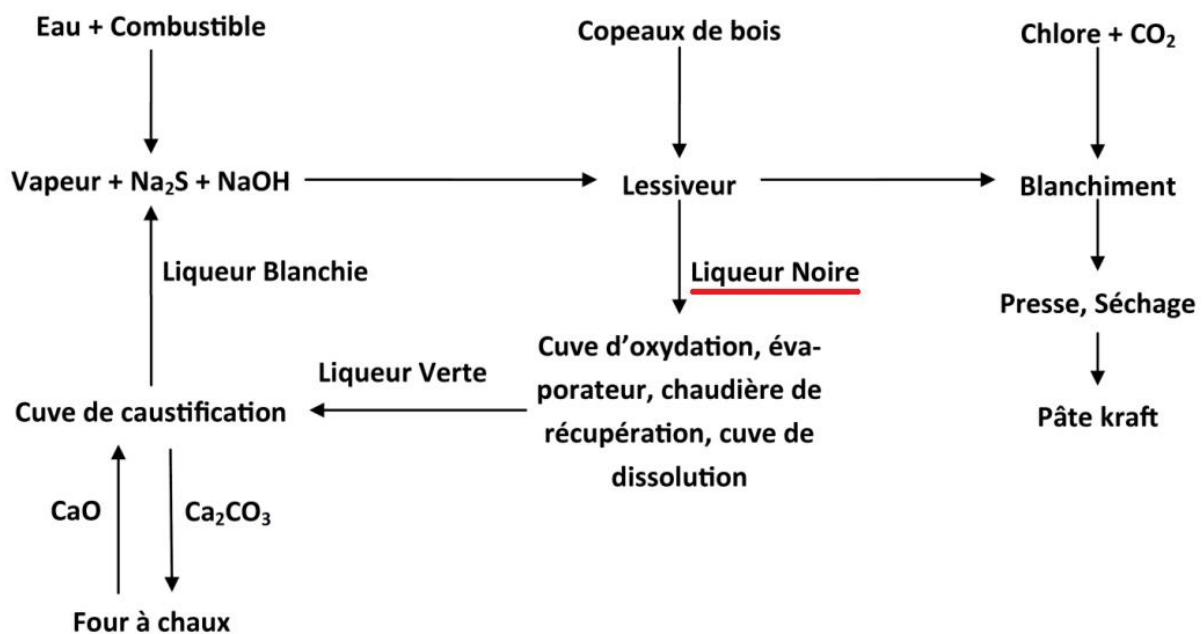 Eau + Combustible
Copeaux de bois
Chlore + CO₂
Vapeur + Na₂S + NaOH
Lessiveur
Blanchiment
Liqueur Blanchie
Liqueur Noire
Presse, Séchage
Cuve d'oxydation, éva-
porateur, chaudière de
récupération, cuve de
dissolution
Liqueur Verte
Cuve de caustification
Pâte kraft
CaO
Ca₂CO₃
Four à chaux